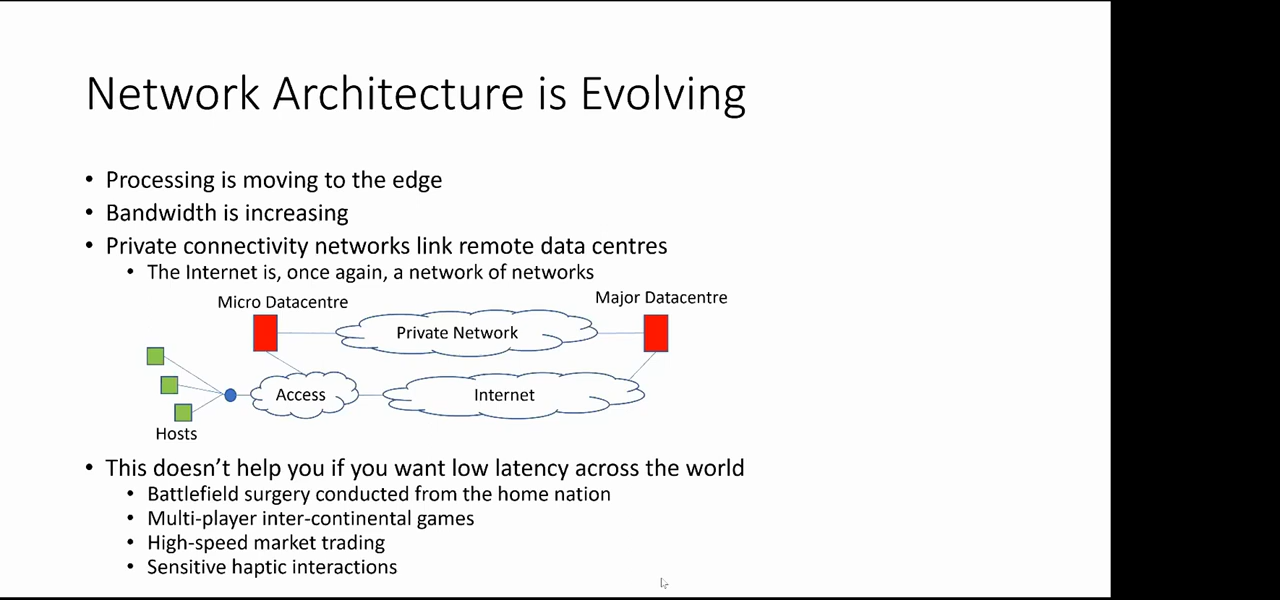 Network Architecture is Evolving
• Processing is moving to the edge
• Bandwidth is increasing
• Private connectivity networks link remote data centres
• The Internet is, once again, a network of networks
Micro Datacentre
Major Datacentre
Private Network
Access
Internet
Hosts
• This doesn’t help you if you want low latency across the world
• Battlefield surgery conducted from the home nation
• Multi-player inter-continental games
• High-speed market trading
• Sensitive haptic interactions